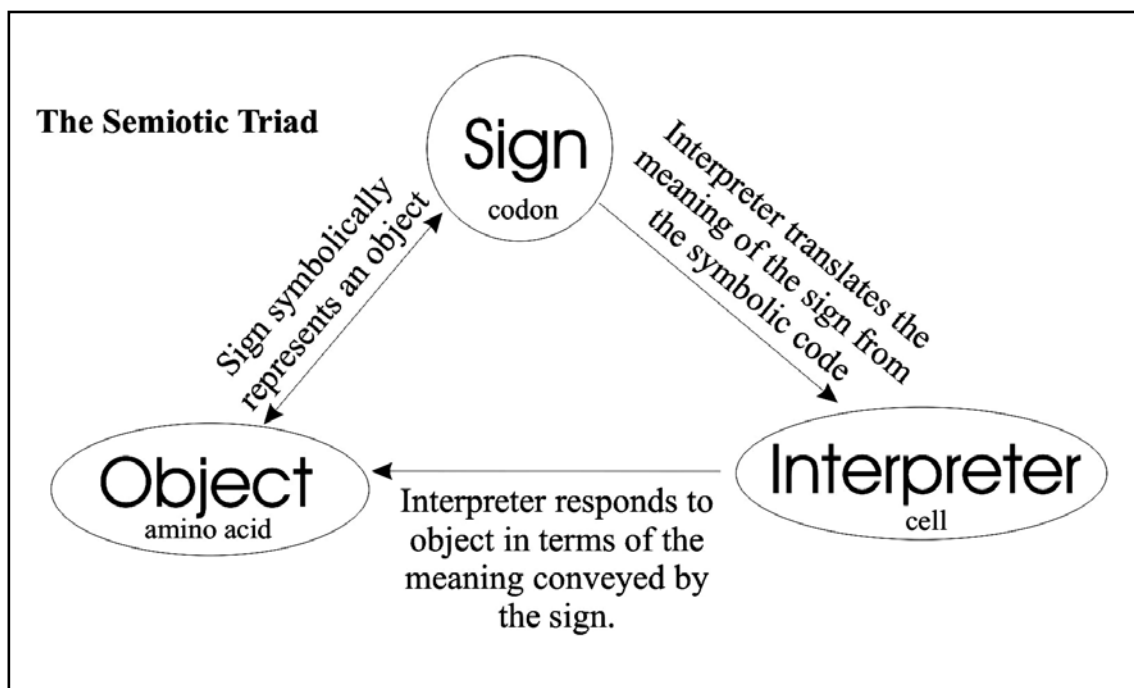 The Semiotic Triad
Sign
codon
Sign symbolically
represents an object
Interpreter translates the
meaning of the sign from
the symbolic code
Object
amino acid
Interpreter
cell
Interpreter responds to
object in terms of the
meaning conveyed by
the sign.